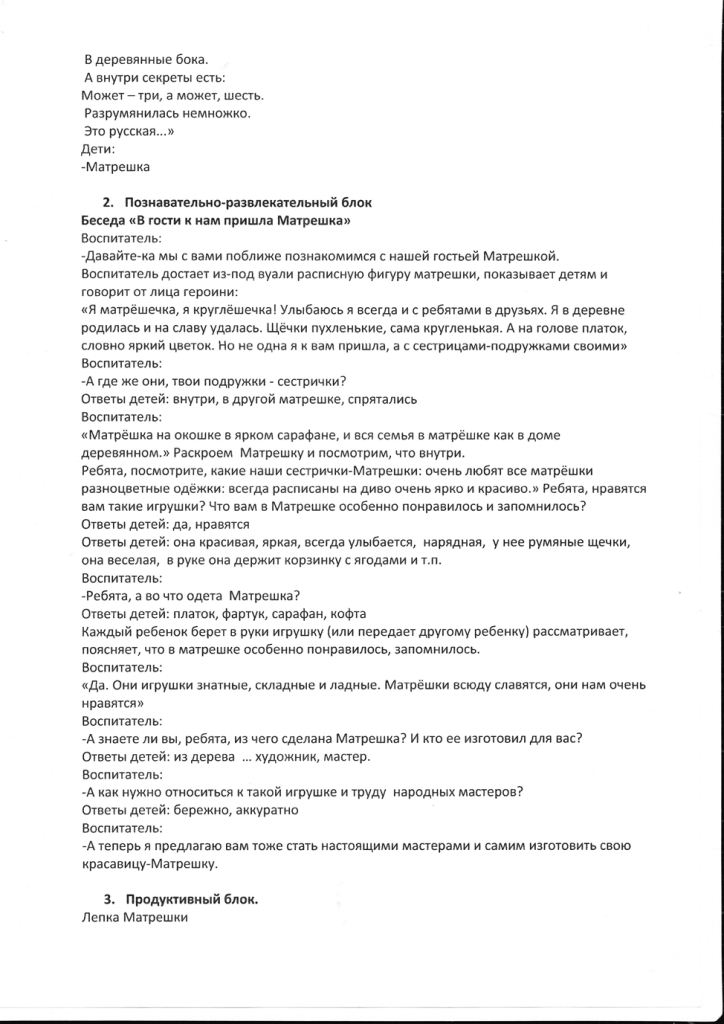 В деревянные бока.
А внутри секреты есть:
Может – три, а может, шесть.
Разрумянилась немножко.
Это русская...»
Дети:
-Матрешка
2. Познавательно-развлекательный блок
Беседа «В гости к нам пришла Матрешка»
Воспитатель:
-Давайте-ка мы с вами поближе познакомимся с нашей гостьей Матрешкой.
Воспитатель достает из-под вуали расписную фигуру матрешки, показывает детям и
говорит от лица героини:
«Я матрёшечка, я круглёшечка! Улыбаюсь я всегда и с ребятами в друзьях. Я в деревне
родилась и на славу удалась. Щёчки пухленькие, сама кругленькая. А на голове платок,
словно яркий цветок. Но не одна я к вам пришла, а с сестрицами-подружками своими»
Воспитатель:
-А где же они, твои подружки - сестрички?
Ответы детей: внутри, в другой матрешке, спрятались
Воспитатель:
«Матрёшка на окошке в ярком сарафане, и вся семья в матрёшке как в доме
деревянном.» Раскроем  Матрешку и посмотрим, что внутри.
Ребята, посмотрите, какие наши сестрички-Матрешки: очень любят все матрёшки
разноцветные одёжки: всегда расписаны на диво очень ярко и красиво.» Ребята, нравятся
вам такие игрушки? Что вам в Матрешке особенно понравилось и запомнилось?
Ответы детей: да, нравятся
Ответы детей: она красивая, яркая, всегда улыбается,  нарядная,  у нее румяные щечки,
она веселая,  в руке она держит корзинку с ягодами и т.п.
Воспитатель:
-Ребята, а во что одета  Матрешка?
Ответы детей: платок, фартук, сарафан, кофта
Каждый ребенок берет в руки игрушку (или передает другому ребенку) рассматривает,
поясняет, что в матрешке особенно понравилось, запомнилось.
Воспитатель:
«Да. Они игрушки знатные, складные и ладные. Матрёшки всюду славятся, они нам очень
нравятся»
Воспитатель:
-А знаете ли вы, ребята, из чего сделана Матрешка? И кто ее изготовил для вас?
Ответы детей: из дерева  ... художник, мастер.
Воспитатель:
-А как нужно относиться к такой игрушке и труду  народных мастеров?
Ответы детей: бережно, аккуратно
Воспитатель:
-А теперь я предлагаю вам тоже стать настоящими мастерами и самим изготовить свою
красавицу-Матрешку.
3. Продуктивный блок.
Лепка Матрешки